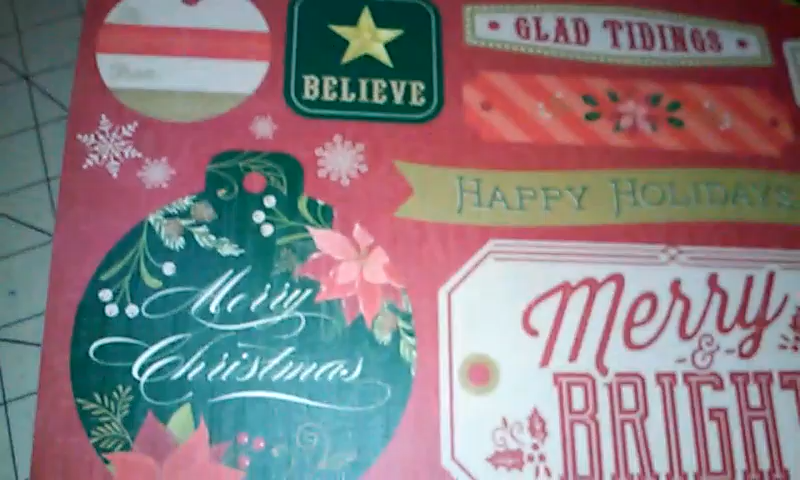 GLAD TIDINGS
BELIEVE
HAPPY HOLIDAYS
Merry
Christmas
Merry
&
BRIGHT